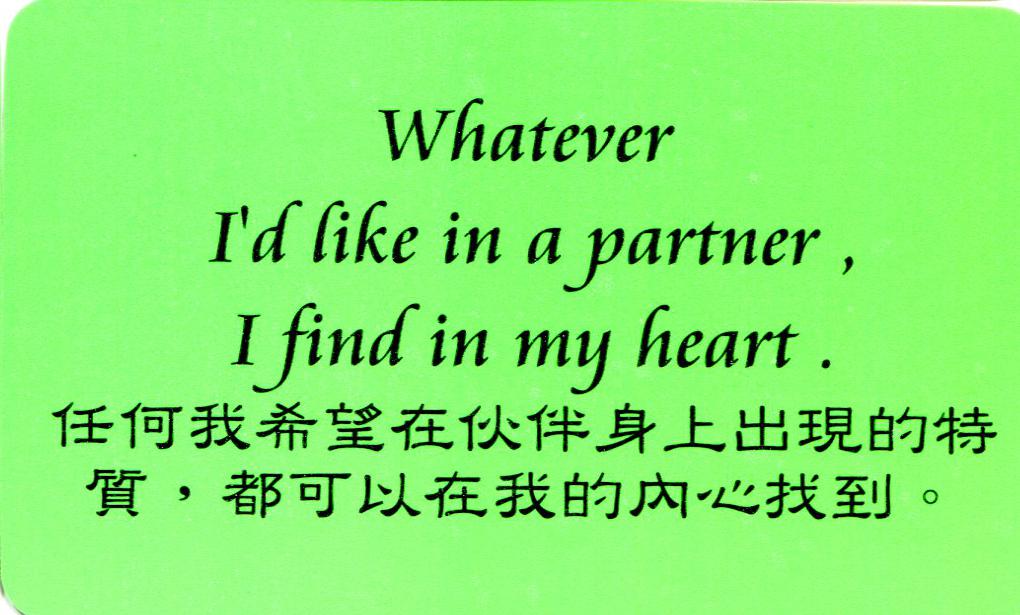 Whatever
I'd like in a partner ,
I find in my heart .
任何我希望在伙伴身上出現的特
質，都可以在我的內心找到。